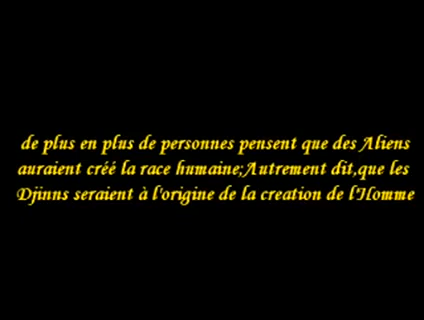 de plus en plus de personnes pensent que des Aliens
auraient créé la race humaine;Autrement dit,que les
Djinns seraient à l'origine de la creation de l'Homme